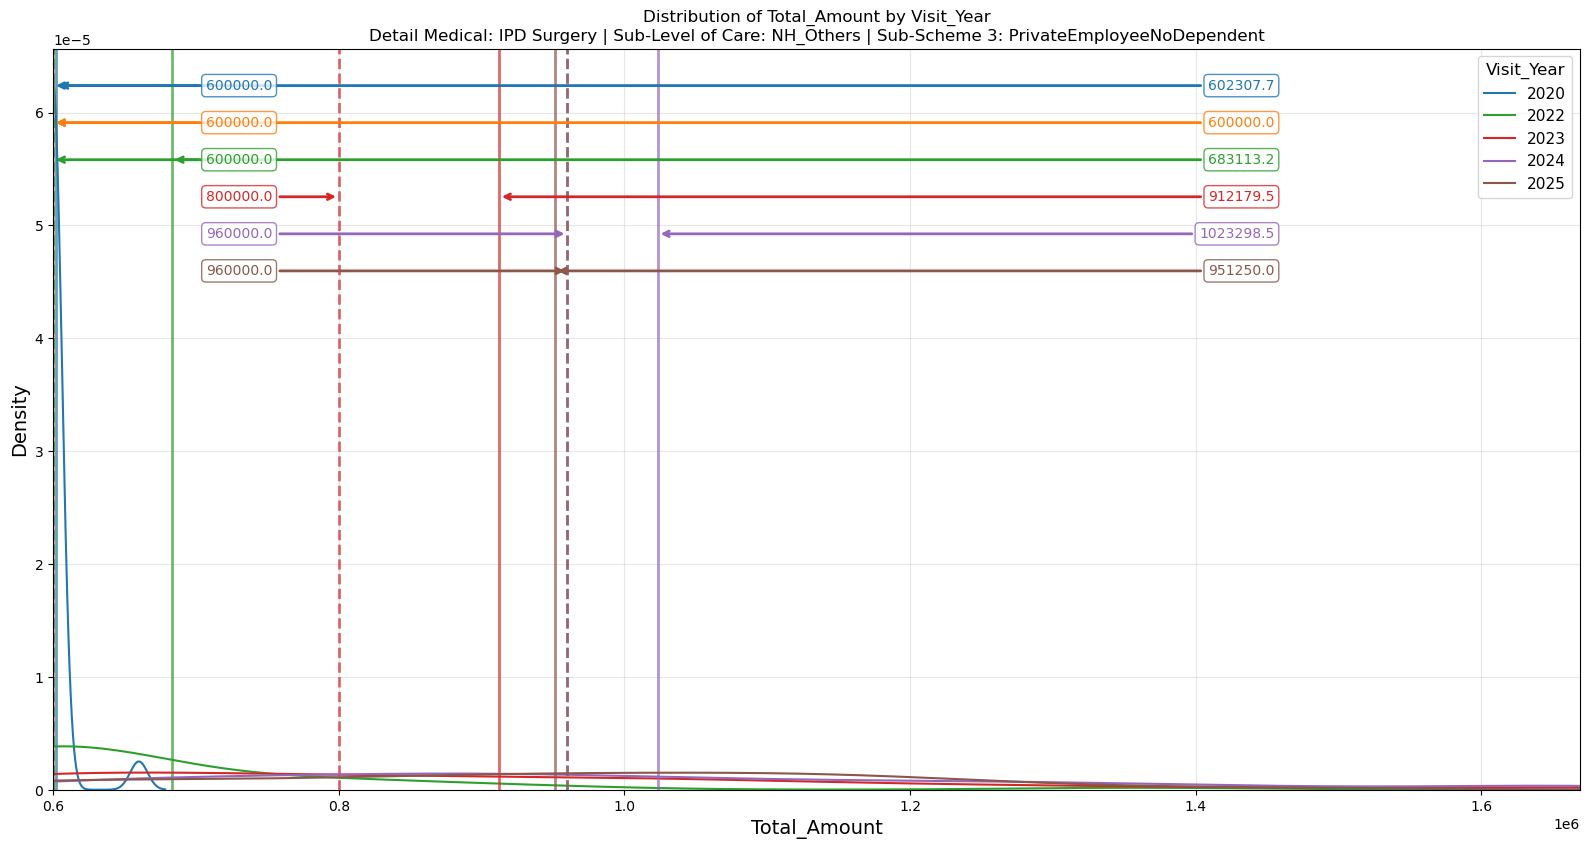 Distribution of Total_Amount by Visit_Year
Detail Medical: IPD Surgery | Sub-Level of Care: NH_Others | Sub-Scheme 3: PrivateEmployeeNoDependent
1e−5
Visit_Year
2020
2022
2023
2024
2025
600000.0 602307.7
600000.0 600000.0
600000.0 683113.2
800000.0 912179.5
960000.0 1023298.5
960000.0 951250.0
6
5
4
3
2
1
0
Density
0.6 0.8 1.0 1.2 1.4 1.6
1e6
Total_Amount